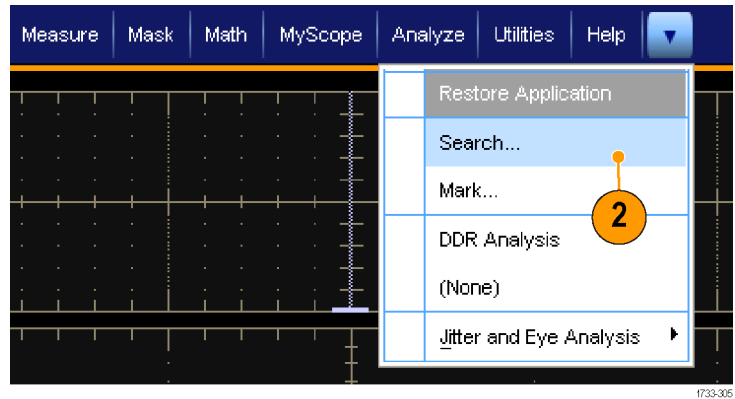 Measure Mask Math MyScope Analyze Utilities Help
Restore Application
Search...
Mark...
2
DDR Analysis
(None)
Jitter and Eye Analysis
1733-305